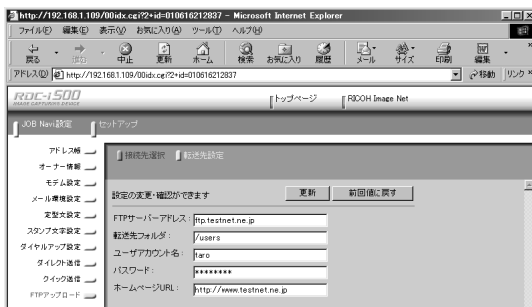 http://192.168.1.109/00idx.cgi?2+id=010616212837 - Microsoft Internet Explorer
ファイル(F) 編集(E) 表示(V) お気に入り(A) ツール(T) ヘルプ(H)
戻る 進む 中止 更新 ホーム 検索 お気に入り 履歴 メール サイズ 印刷 編集
アドレス(D) http://192.168.1.109/00idx.cgi?2+id=010616212837 移動 リンク
RDC-i500
IMAGE CAPTURING DEVICE
トップページ RICOH Image Net
JOB Navi設定 セットアップ
アドレス帳
オーナー情報
モデム設定
メール環境設定
定型文設定
スタンプ文字設定
ダイヤルアップ設定
ダイレクト送信
クイック送信
FTPアップロード
接続先選択 転送先設定
設定の変更・確認ができます 更新 前回値に戻す
FTPサーバーアドレス: ftp.testnet.ne.jp
転送先フォルダ: /users
ユーザアカウント名: taro
パスワード: ********
ホームページURL: http://www.testnet.ne.jp